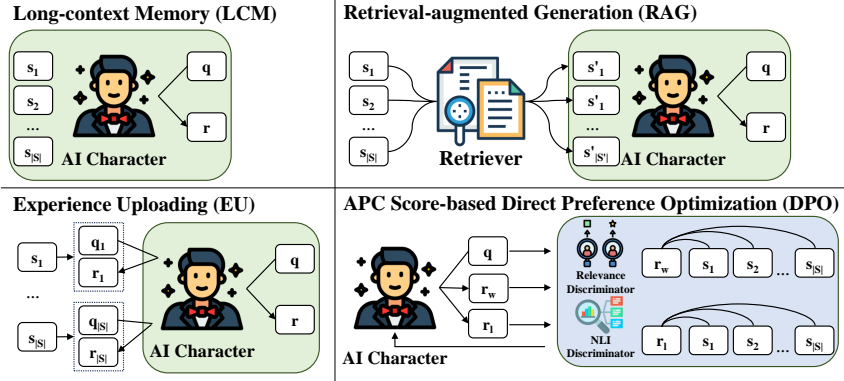 Long-context Memory (LCM)
s1
s2
...
s|S|
AI Character
q
r
Retrieval-augmented Generation (RAG)
s1
s2
...
s|S|
Retriever
s'1
s'1
...
s'|S'|
AI Character
q
r
Experience Uploading (EU)
s1
...
s|S|
q1
r1
q|S|
r|S|
AI Character
q
r
APC Score-based Direct Preference Optimization (DPO)
AI Character
q
rw
rl
Relevance
Discriminator
NLI
Discriminator
rw s1 s2 ... s|S|
rl s1 s2 ... s|S|